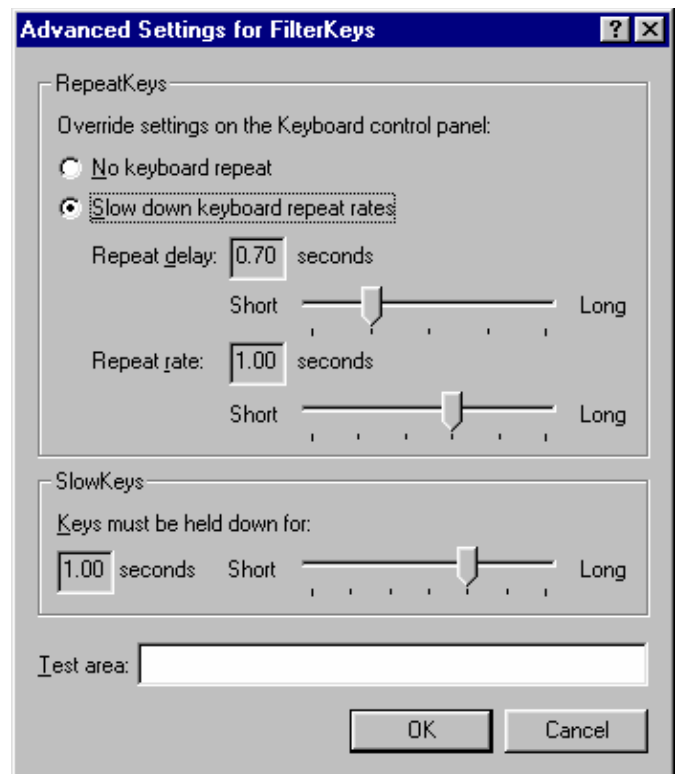 Advanced Settings for FilterKeys
RepeatKeys
Override settings on the Keyboard control panel:
No keyboard repeat
Slow down keyboard repeat rates
Repeat delay: 0.70 seconds
Short Long
Repeat rate: 1.00 seconds
Short Long
SlowKeys
Keys must be held down for:
1.00 seconds Short Long
Test area:
OK Cancel